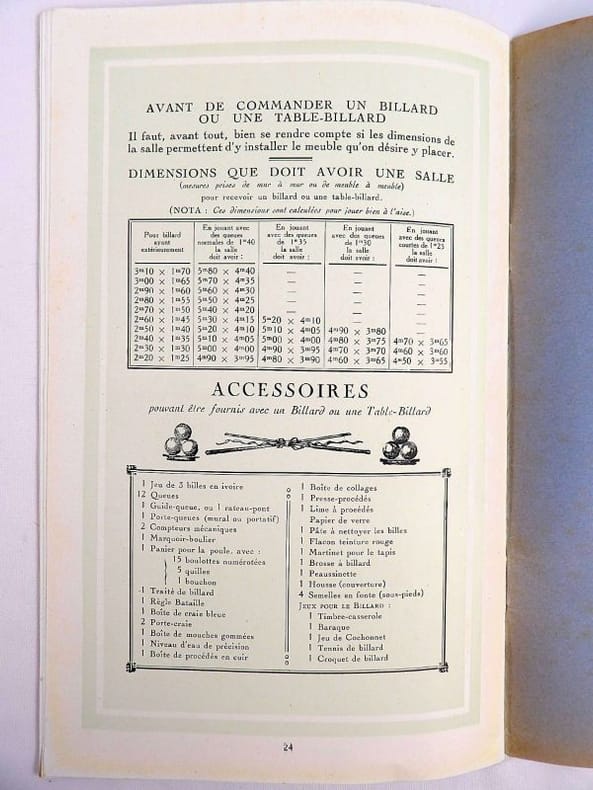 AVANT DE COMMANDER UN BILLARD
OU UNE TABLE-BILLARD
Il faut, avant tout, bien se rendre compte si les dimensions de
la salle permettent d'y installer le meuble qu'on désire y placer.
DIMENSIONS QUE DOIT AVOIR UNE SALLE
(mesures prises de mur à mur ou de meuble à meuble)
pour recevoir un billard ou une table-billard.
(NOTA : Ces dimensions sont calculées pour jouer bien à l'aise.)
Pour billard ayant extérieurement | En jouant avec des queues normales de 1m40 la salle doit avoir : | En jouant avec des queues de 1m35 la salle doit avoir : | En jouant avec des queues de 1m30 la salle doit avoir : | En jouant avec des queues courtes de 1m25 la salle doit avoir :
3m10 × 1m70 5m80 × 4m40 — — —
3m00 × 1m65 5m70 × 4m35 — — —
2m90 × 1m60 5m60 × 4m30 — — —
2m80 × 1m55 5m50 × 4m25 — — —
2m70 × 1m50 5m40 × 4m20 — — —
2m60 × 1m45 5m30 × 4m15 5m20 × 4m10 — —
2m50 × 1m40 5m20 × 4m10 5m10 × 4m05 4m90 × 3m80 —
2m40 × 1m35 5m10 × 4m05 5m00 × 4m00 4m80 × 3m75 4m70 × 3m65
2m30 × 1m30 5m00 × 4m00 4m90 × 3m95 4m70 × 3m70 4m60 × 3m60
2m20 × 1m25 4m90 × 3m95 4m80 × 3m90 4m60 × 3m65 4m50 × 3m55
ACCESSOIRES
pouvant être fournis avec un Billard ou une Table-Billard
1 Jeu de 3 billes en ivoire
12 Queues
1 Guide-queue, ou 1 rateau-pont
1 Porte-queues (mural ou portatif)
2 Compteurs mécaniques
1 Marquoir-boulier
1 Panier pour la poule, avec :
15 boulottes numérotées
5 quilles
1 bouchon
1 Traité de billard
1 Règle Bataille
1 Boîte de craie bleue
2 Porte-craie
1 Boîte de mouches gommées
1 Niveau d'eau de précision
1 Boîte de procédés en cuir
1 Boîte de collages
1 Presse-procédés
1 Lime à procédés
Papier de verre
1 Pâte à nettoyer les billes
1 Flacon teinture rouge
1 Martinet pour le tapis
1 Brosse à billard
1 Peaussinette
1 Housse (couverture)
4 Semelles en fonte (sous-pieds)
JEUX POUR LE BILLARD :
1 Timbre-casserole
1 Baraque
1 Jeu de Cochonnet
1 Tennis de billard
1 Croquet de billard
24